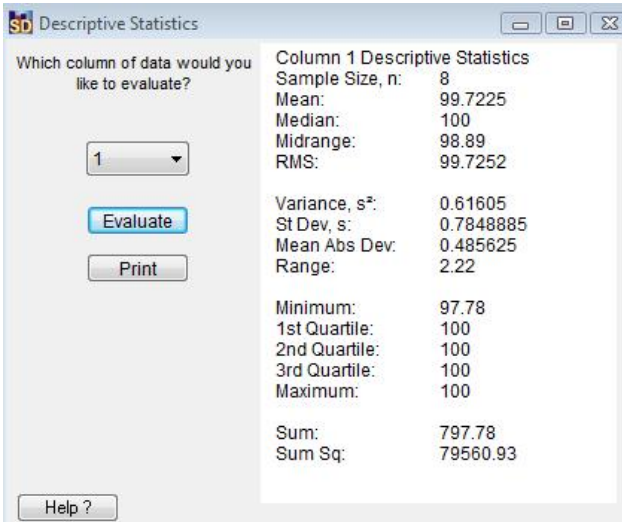 SD Descriptive Statistics
Which column of data would you
like to evaluate?
1
Evaluate
Print
Help ?
Column 1 Descriptive Statistics
Sample Size, n: 8
Mean: 99.7225
Median: 100
Midrange: 98.89
RMS: 99.7252
Variance, s²: 0.61605
St Dev, s: 0.7848885
Mean Abs Dev: 0.485625
Range: 2.22
Minimum: 97.78
1st Quartile: 100
2nd Quartile: 100
3rd Quartile: 100
Maximum: 100
Sum: 797.78
Sum Sq: 79560.93